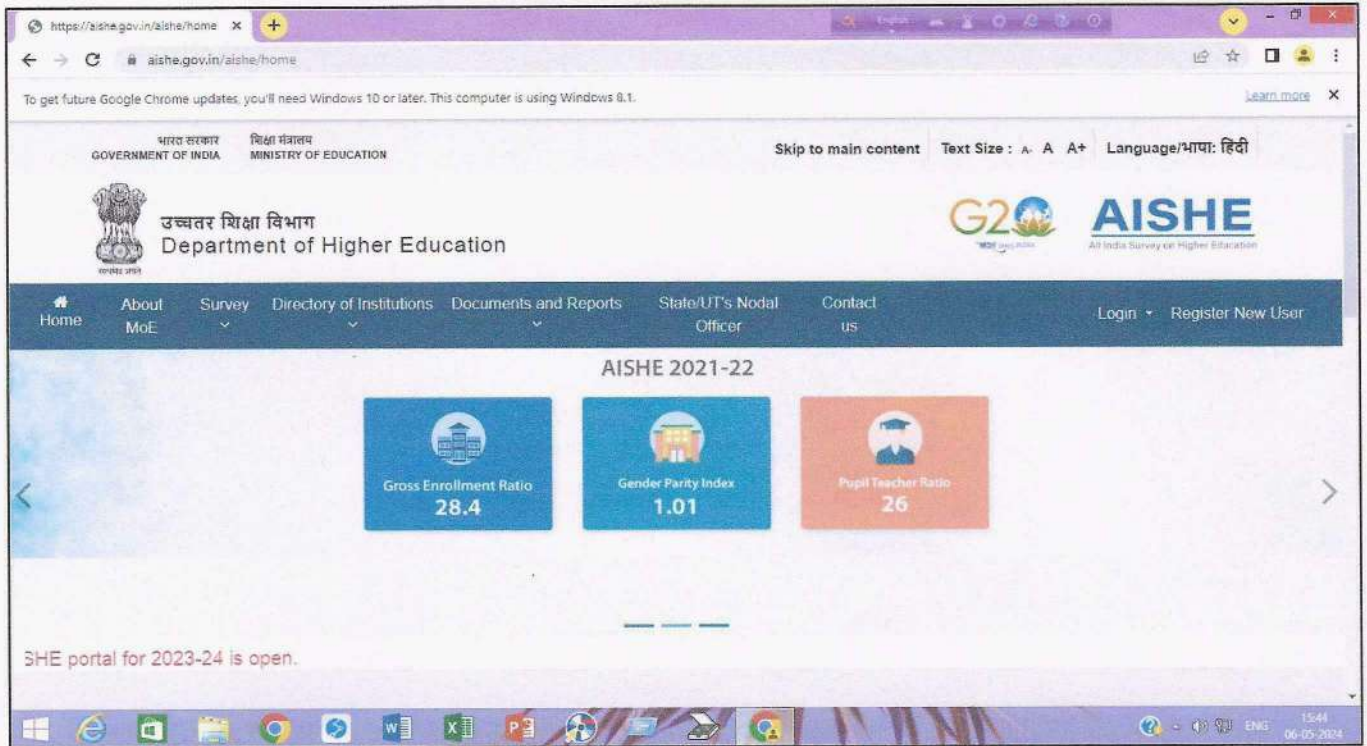 https://aishe.gov.in/aishe/home
aishe.gov.in/aishe/home
To get future Google Chrome updates, you'll need Windows 10 or later. This computer is using Windows 8.1. Learn more
भारत सरकार शिक्षा मंत्रालय
GOVERNMENT OF INDIA MINISTRY OF EDUCATION
Skip to main content Text Size : A- A A+ Language/भाषा: हिंदी
उच्चतर शिक्षा विभाग
Department of Higher Education
सत्यमेव जयते
G20
AISHE
All India Survey on Higher Education
Home About MoE Survey Directory of Institutions Documents and Reports State/UT's Nodal Officer Contact us Login Register New User
AISHE 2021-22
Gross Enrollment Ratio
28.4
Gender Parity Index
1.01
Pupil Teacher Ratio
26
SHE portal for 2023-24 is open.
ENG 15:44
06-05-2024